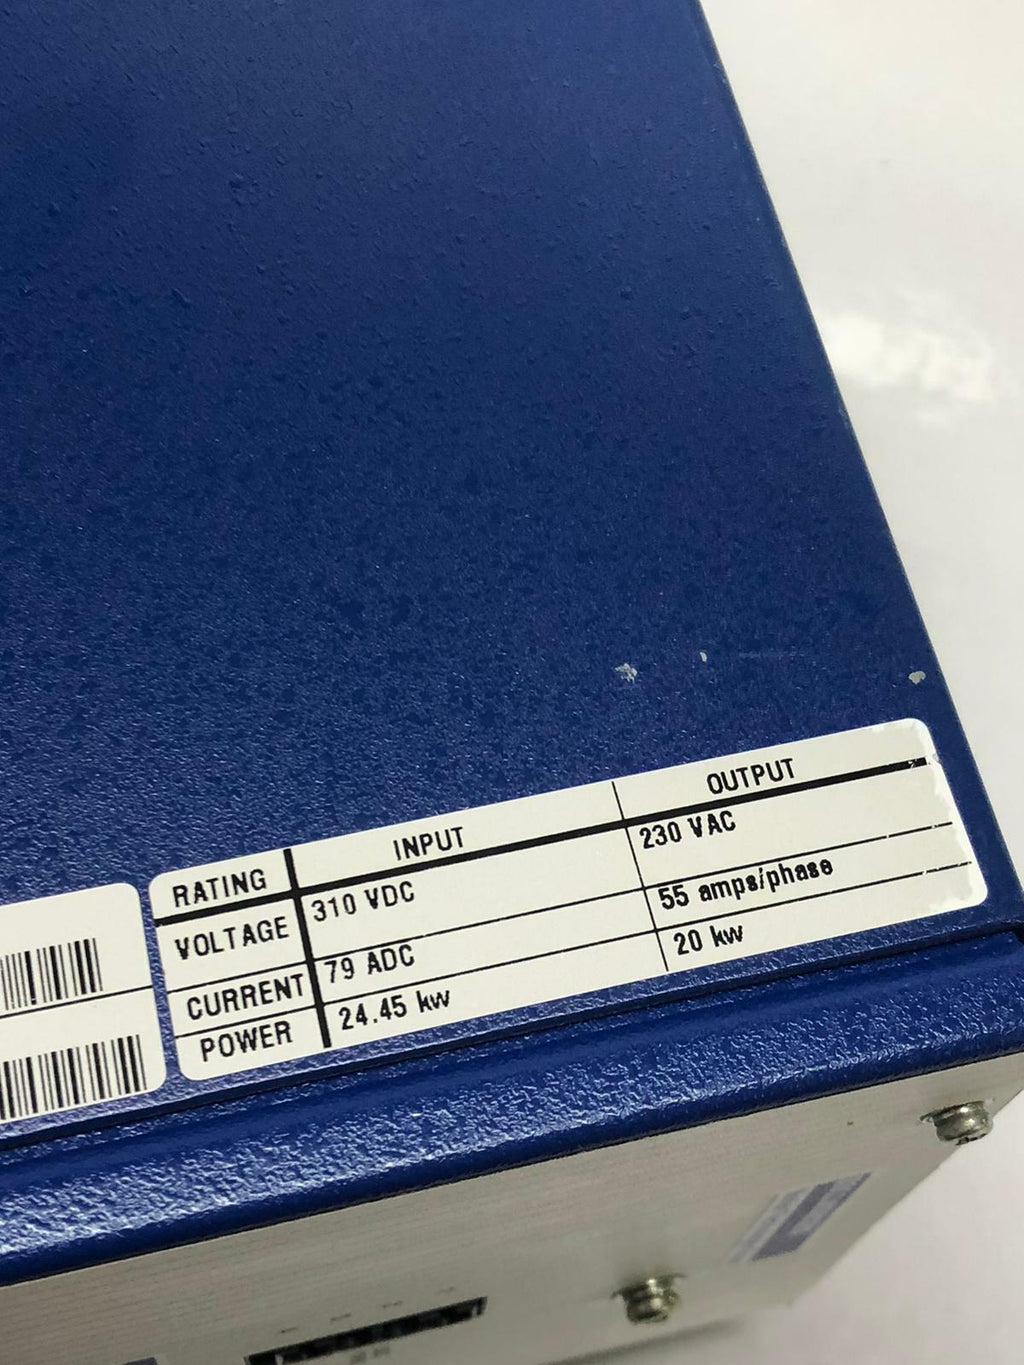 RATING INPUT OUTPUT
VOLTAGE 310 VDC 230 VAC
CURRENT 79 ADC 55 amps/phase
POWER 24.45 kw 20 kw